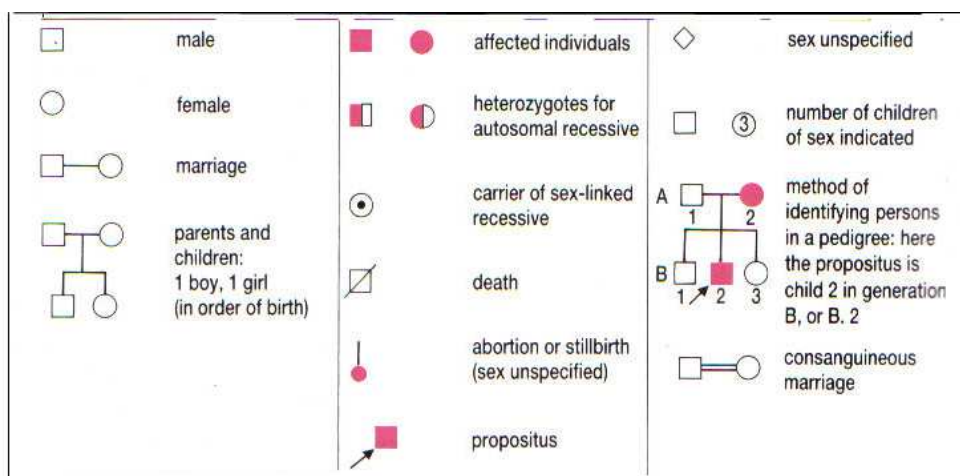 male
female
marriage
parents and
children:
1 boy, 1 girl
(in order of birth)
affected individuals
heterozygotes for
autosomal recessive
carrier of sex-linked
recessive
death
abortion or stillbirth
(sex unspecified)
propositus
sex unspecified
3
number of children
of sex indicated
A
1 2
B
1 2 3
method of
identifying persons
in a pedigree: here
the propositus is
child 2 in generation
B, or B. 2
consanguineous
marriage